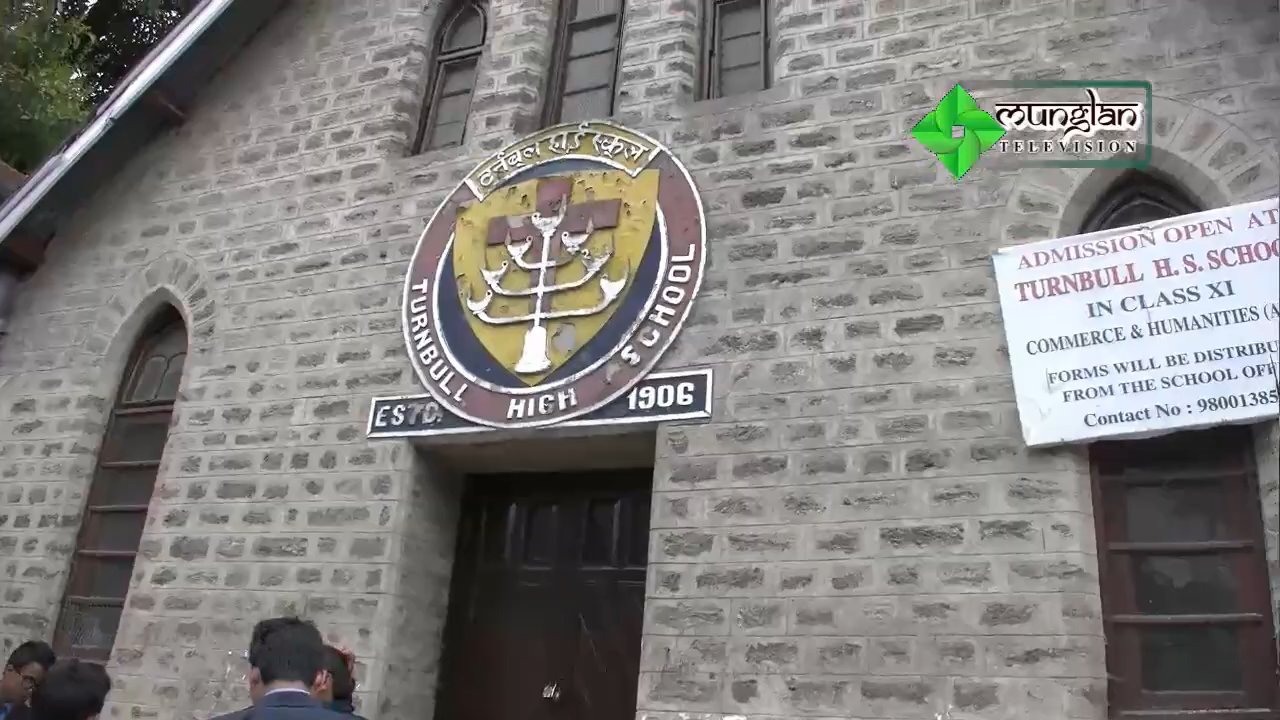 munglan
TELEVISION
टर्नबूल हाई स्कूल
TURNBULL HIGH SCHOOL
ESTD. 1906
ADMISSION OPEN AT
TURNBULL H. S. SCHOO
IN CLASS XI
COMMERCE & HUMANITIES (A
FORMS WILL BE DISTRIBU
FROM THE SCHOOL OFF
Contact No : 98001385